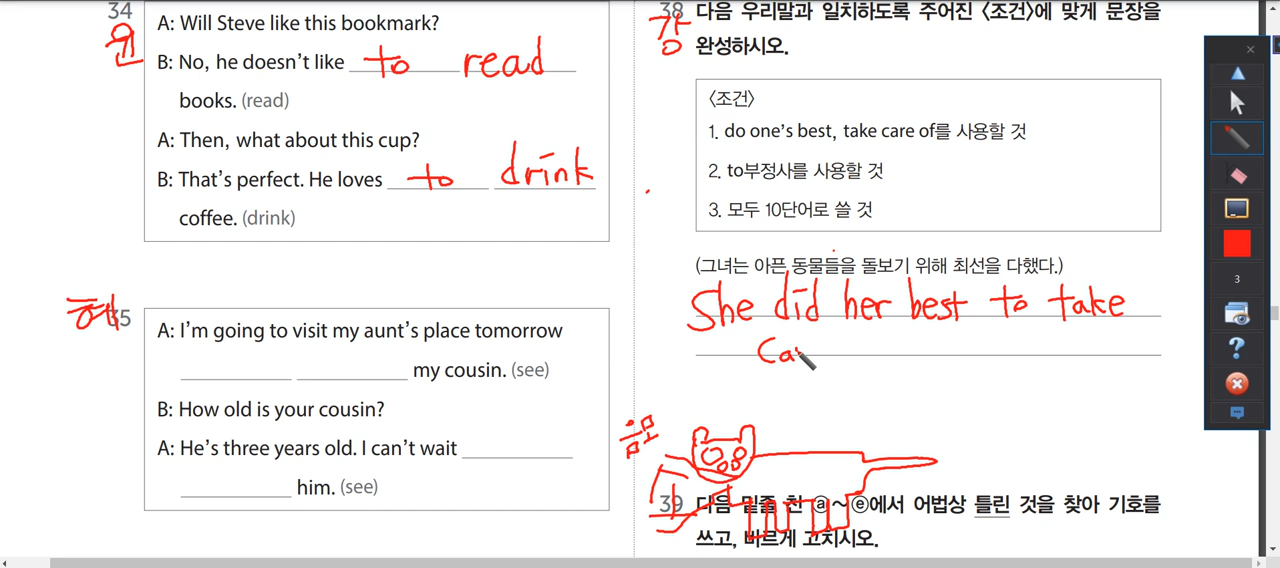 34
윈
A: Will Steve like this bookmark?
B: No, he doesn't like to read
books. (read)
A: Then, what about this cup?
B: That's perfect. He loves to drink
coffee. (drink)
35
A: I'm going to visit my aunt's place tomorrow
my cousin. (see)
B: How old is your cousin?
A: He's three years old. I can't wait
him. (see)
38
강
다음 우리말과 일치하도록 주어진 〈조건〉에 맞게 문장을
완성하시오.
〈조건〉
1. do one's best, take care of를 사용할 것
2. to부정사를 사용할 것
3. 모두 10단어로 쓸 것
(그녀는 아픈 동물들을 돌보기 위해 최선을 다했다.)
She did her best to take
Ca
39
다음 밑줄 친 ⓐ~ⓔ에서 어법상 틀린 것을 찾아 기호를
쓰고, 바르게 고치시오.
3